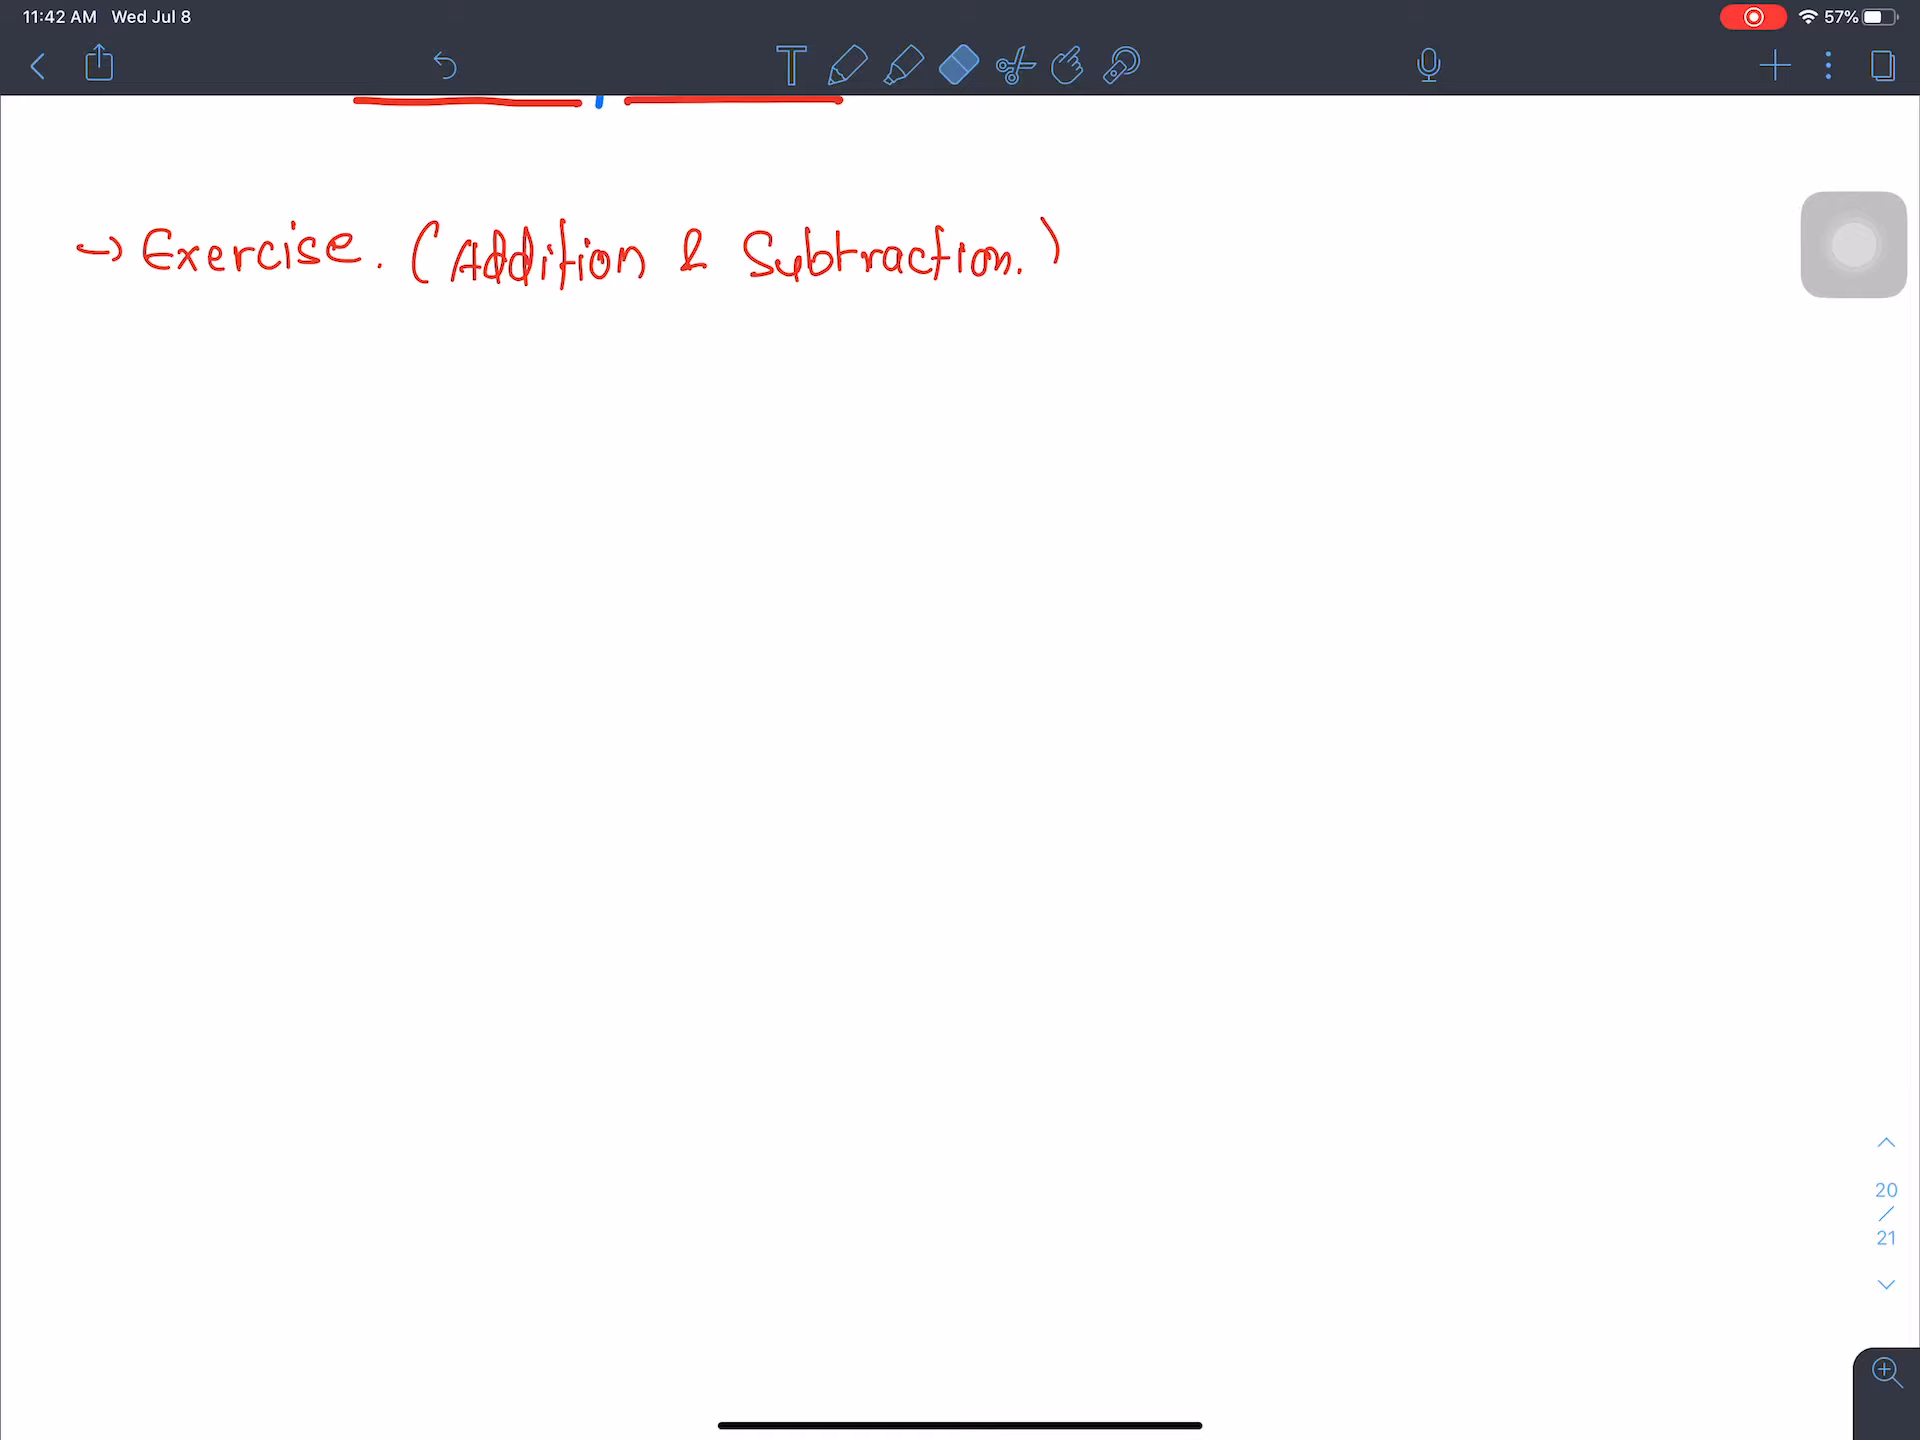 11:42 AM Wed Jul 8
57%
→ Exercise. (Addition & Subtraction.)
20
/
21